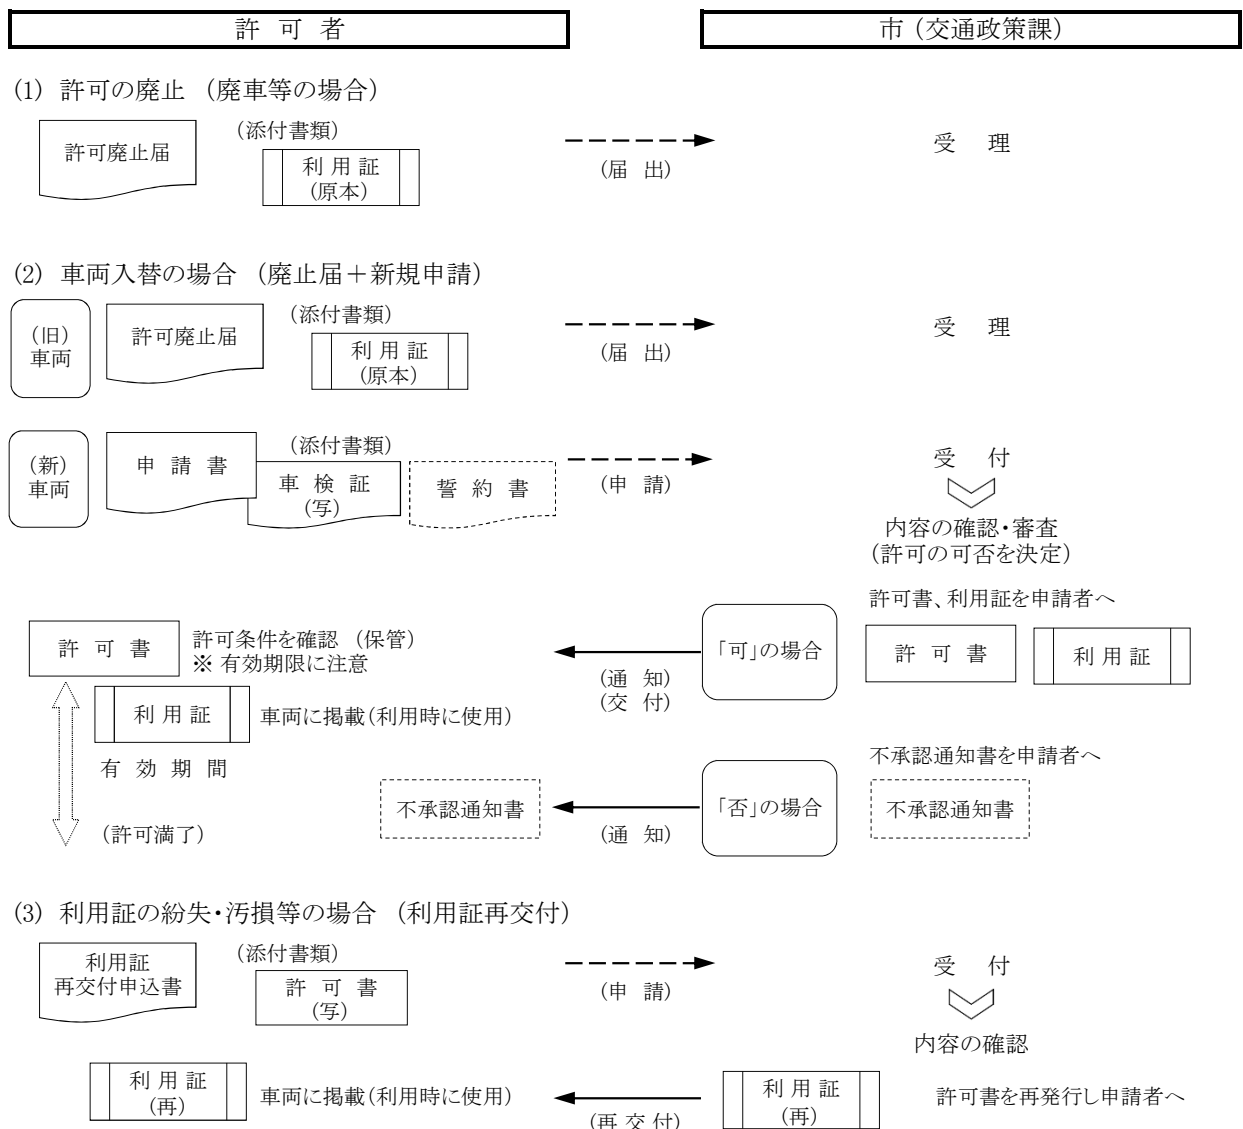 許 可 者
市（交通政策課）
(1) 許可の廃止 （廃車等の場合）
許可廃止届
（添付書類）
利 用 証
（原本）
（届 出）
受 理
(2) 車両入替の場合 （廃止届＋新規申請）
（旧）
車両
許可廃止届
（添付書類）
利 用 証
（原本）
（届 出）
受 理
（新）
車両
申 請 書
（添付書類）
車 検 証
（写）
誓 約 書
（申 請）
受 付
内容の確認・審査
（許可の可否を決定）
許可書、利用証を申請者へ
許 可 書
許可条件を確認 （保管）
※ 有効期限に注意
（通 知）
（交 付）
「可」の場合
許 可 書
利 用 証
利 用 証
車両に掲載（利用時に使用）
有 効 期 間
（許可満了）
不承認通知書を申請者へ
不承認通知書
（通 知）
「否」の場合
不承認通知書
(3) 利用証の紛失・汚損等の場合 （利用証再交付）
利用証
再交付申込書
（添付書類）
許 可 書
（写）
（申 請）
受 付
内容の確認
利 用 証
（再）
車両に掲載（利用時に使用）
（再 交 付）
利 用 証
（再）
許可書を再発行し申請者へ